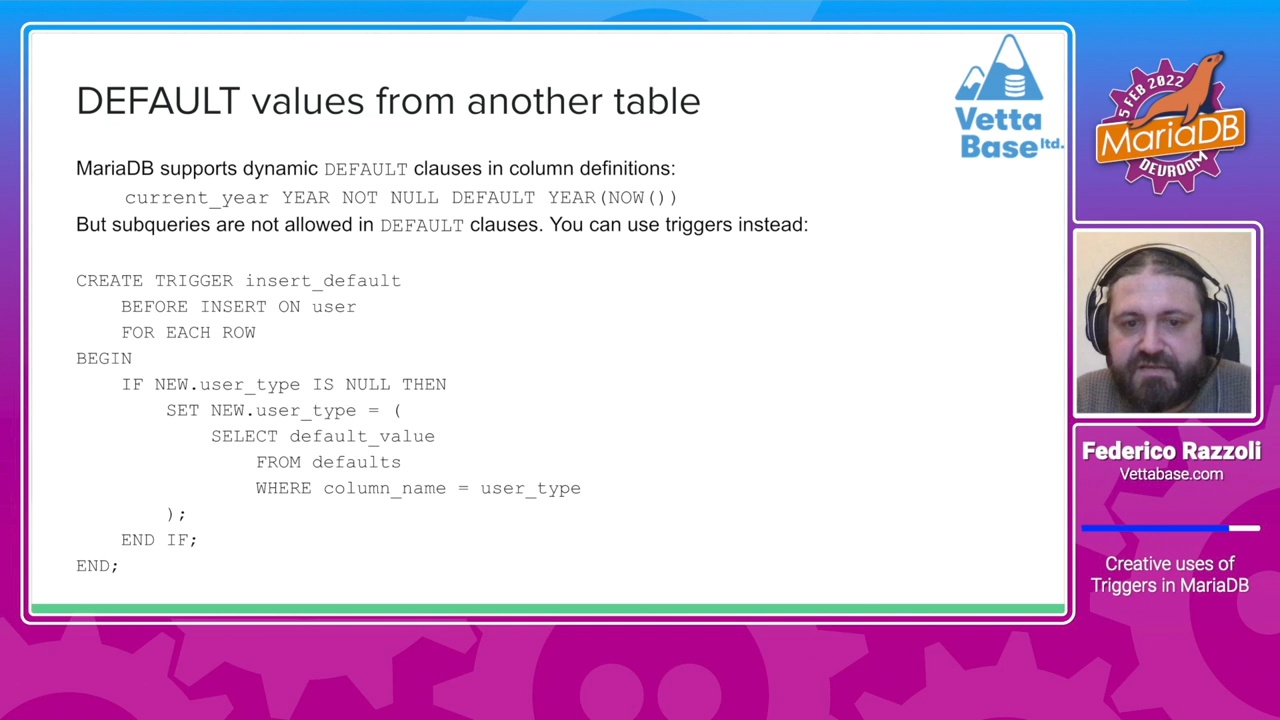 DEFAULT values from another table
Vetta
Base ltd.
MariaDB supports dynamic DEFAULT clauses in column definitions:
current_year YEAR NOT NULL DEFAULT YEAR(NOW())
But subqueries are not allowed in DEFAULT clauses. You can use triggers instead:
CREATE TRIGGER insert_default
BEFORE INSERT ON user
FOR EACH ROW
BEGIN
IF NEW.user_type IS NULL THEN
SET NEW.user_type = (
SELECT default_value
FROM defaults
WHERE column_name = user_type
);
END IF;
END;
5 FEB 2022
MariaDB
DEVROOM
Federico Razzoli
Vettabase.com
Creative uses of
Triggers in MariaDB